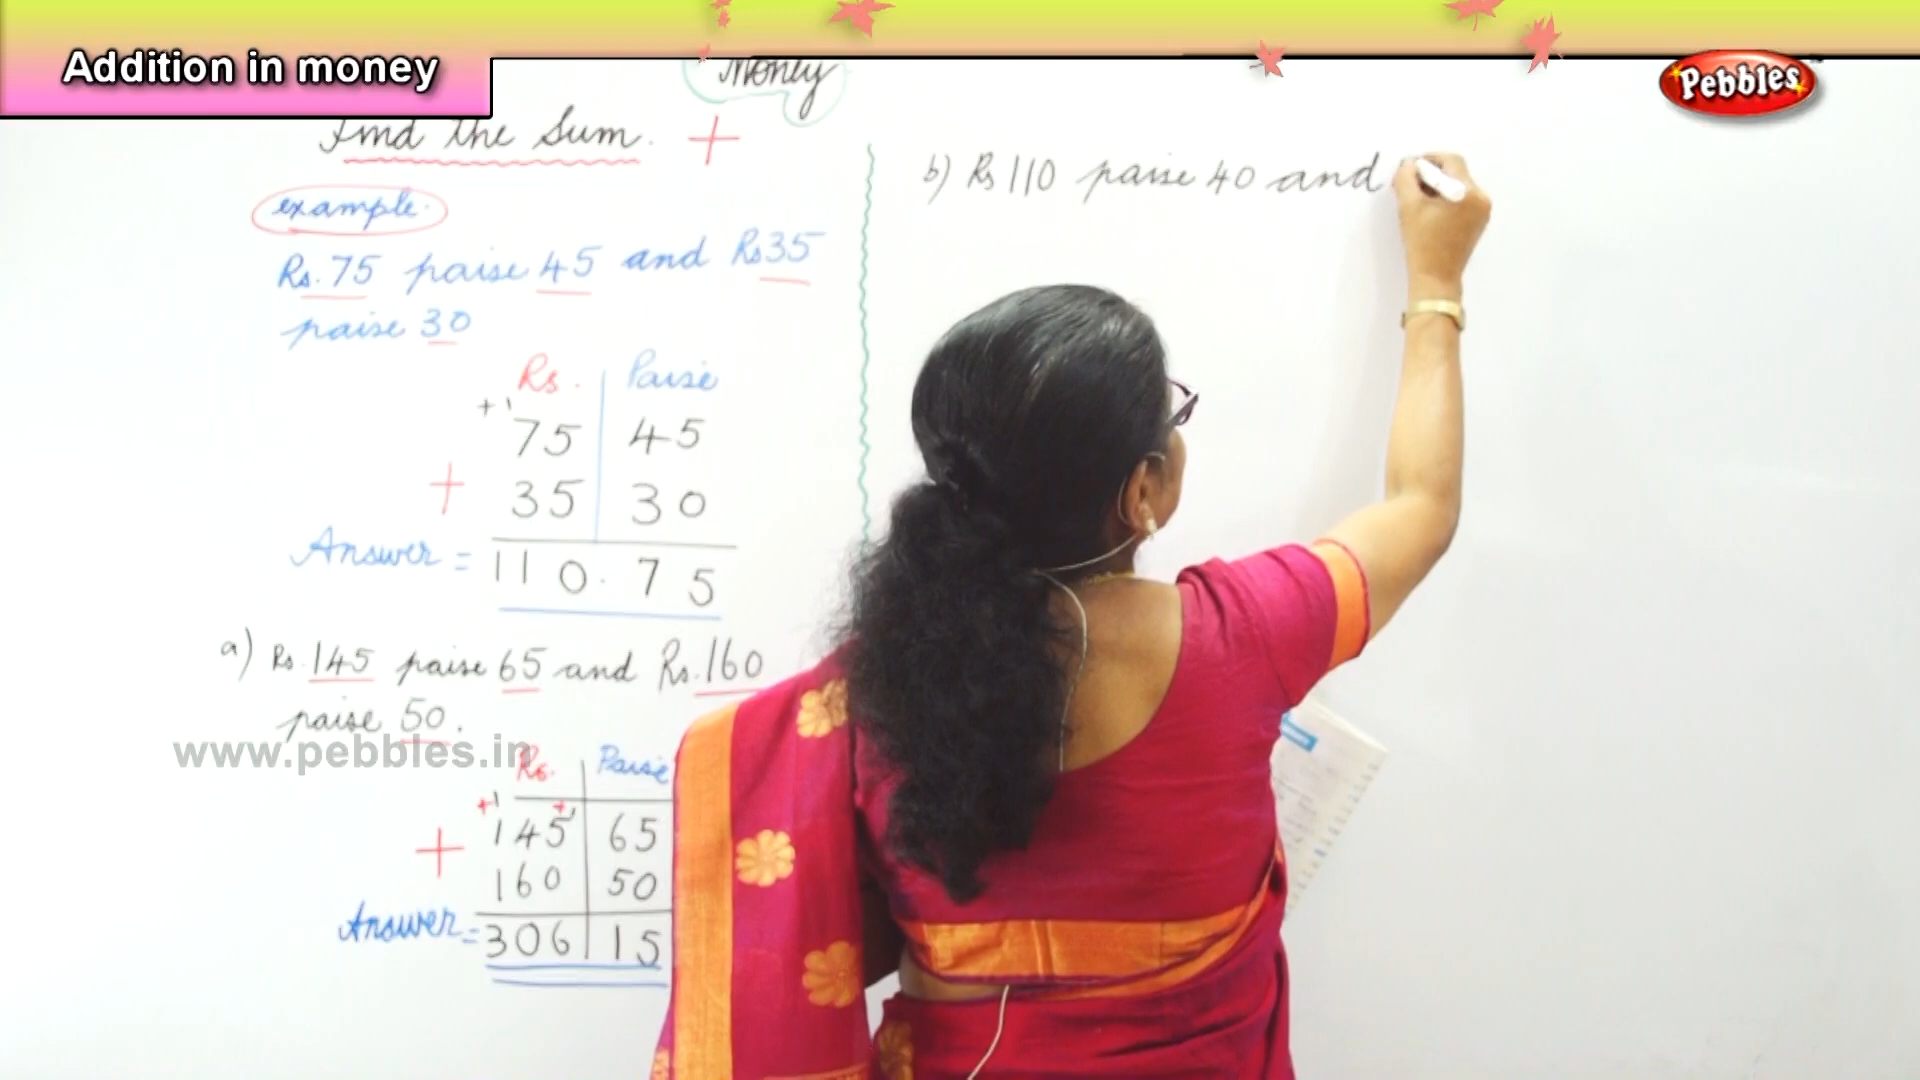 Addition in money
Pebbles
Money
Find the Sum. +
example.
Rs. 75 paise 45 and Rs 35
paise 30
Rs. Paise
+1
75 45
+ 35 30
Answer = 110.75
a) Rs. 145 paise 65 and Rs. 160
paise 50.
www.pebbles.in
Rs. Paise
+1 +1
145 65
+ 160 50
Answer = 306 15
b) Rs 110 paise 40 and